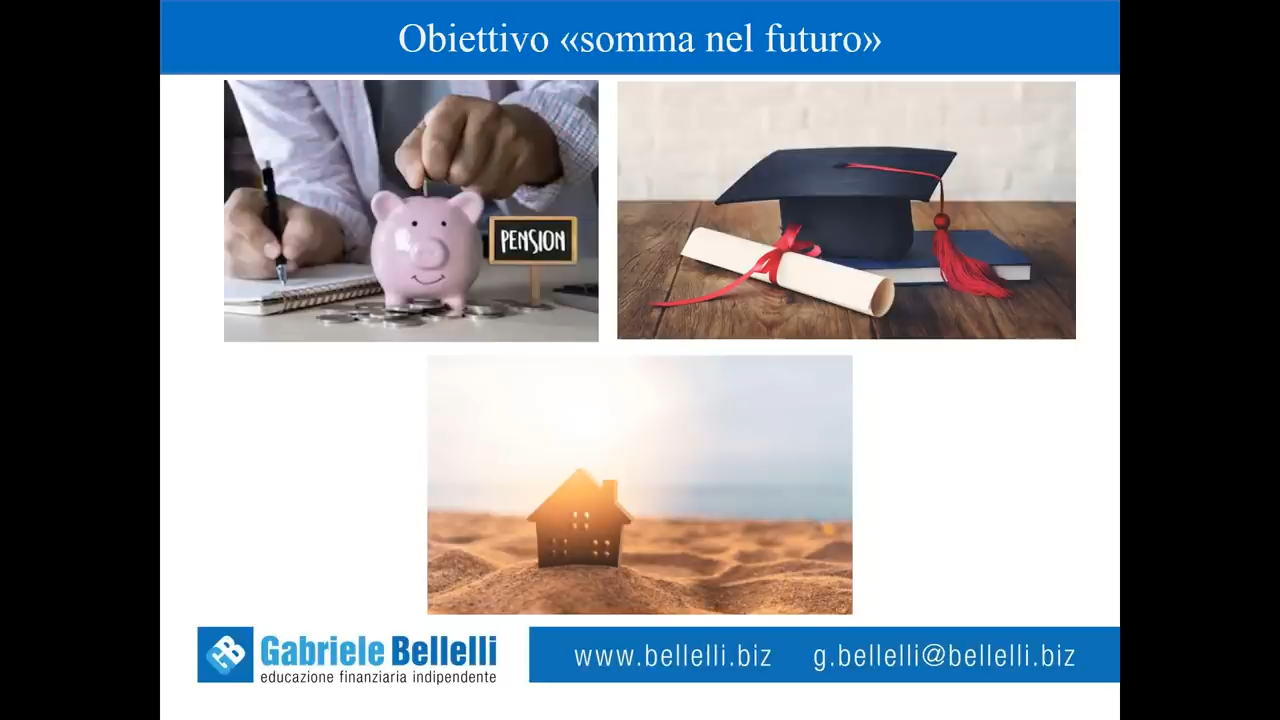 Obiettivo «somma nel futuro»
PENSION
Gabriele Bellelli
educazione finanziaria indipendente
www.bellelli.biz g.bellelli@bellelli.biz